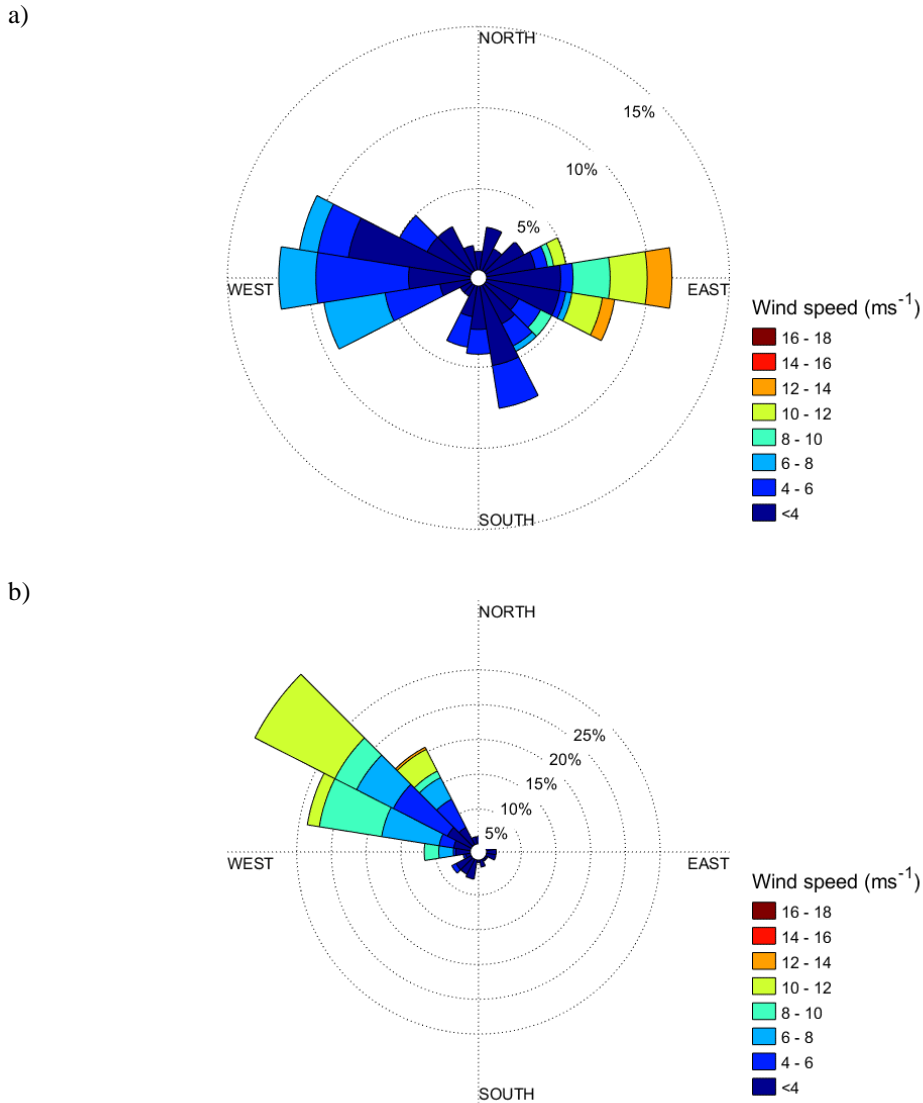 a)
NORTH
15%
10%
5%
WEST
EAST
SOUTH
Wind speed (ms⁻¹)
16 - 18
14 - 16
12 - 14
10 - 12
8 - 10
6 - 8
4 - 6
<4
b)
NORTH
25%
20%
15%
10%
5%
WEST
EAST
SOUTH
Wind speed (ms⁻¹)
16 - 18
14 - 16
12 - 14
10 - 12
8 - 10
6 - 8
4 - 6
<4